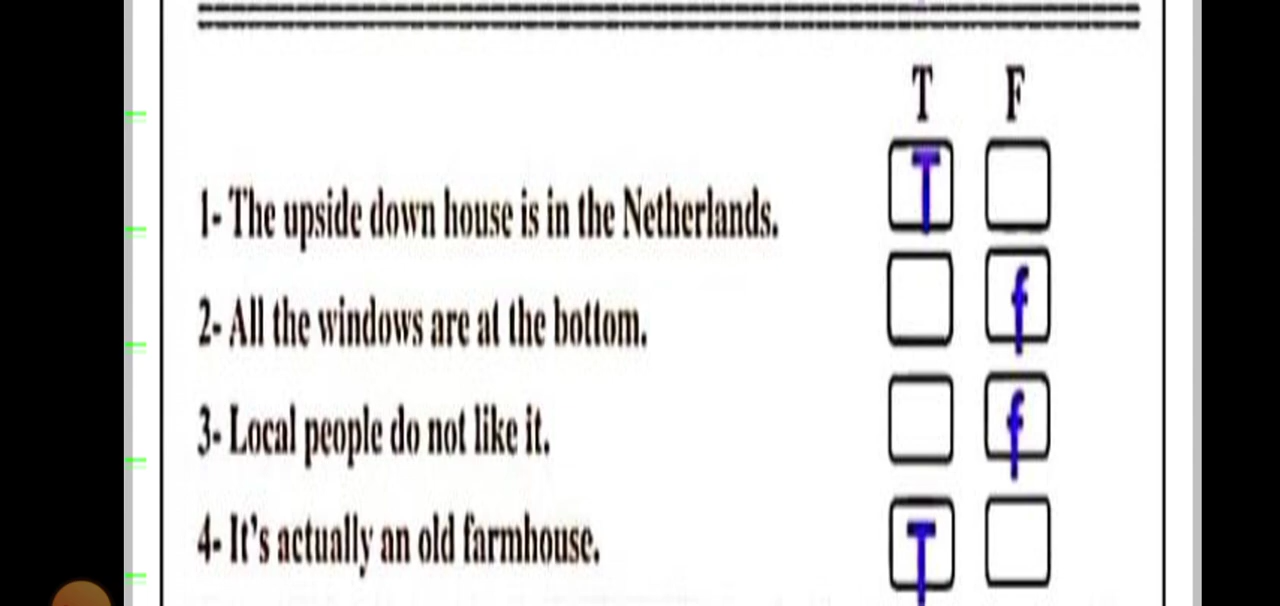 T F
1- The upside down house is in the Netherlands. T
2- All the windows are at the bottom. f
3- Local people do not like it. f
4- It's actually an old farmhouse. T